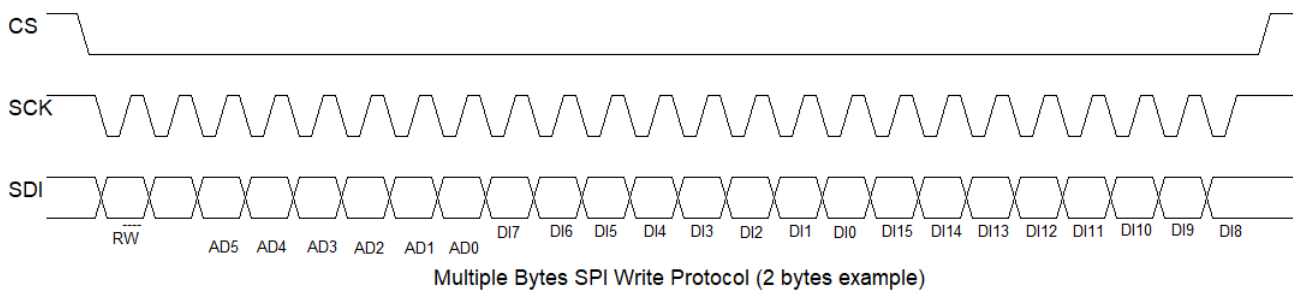 CS
SCK
SDI
RW AD5 AD4 AD3 AD2 AD1 AD0 DI7 DI6 DI5 DI4 DI3 DI2 DI1 DI0 DI15 DI14 DI13 DI12 DI11 DI10 DI9 DI8
Multiple Bytes SPI Write Protocol (2 bytes example)